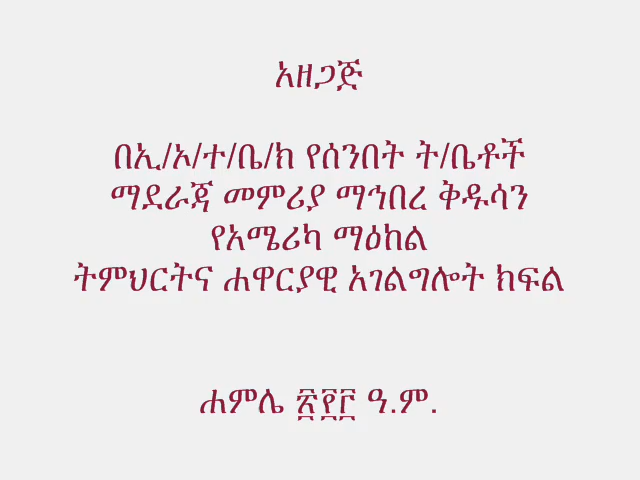 አዘጋጅ
በኢ/ኦ/ተ/ቤ/ክ የሰንበት ት/ቤቶች
ማደራጃ መምሪያ ማኅበረ ቅዱሳን
የአሜሪካ ማዕከል
ትምህርትና ሐዋርያዊ አገልግሎት ክፍል
ሐምሌ ፳፻፫ ዓ.ም.